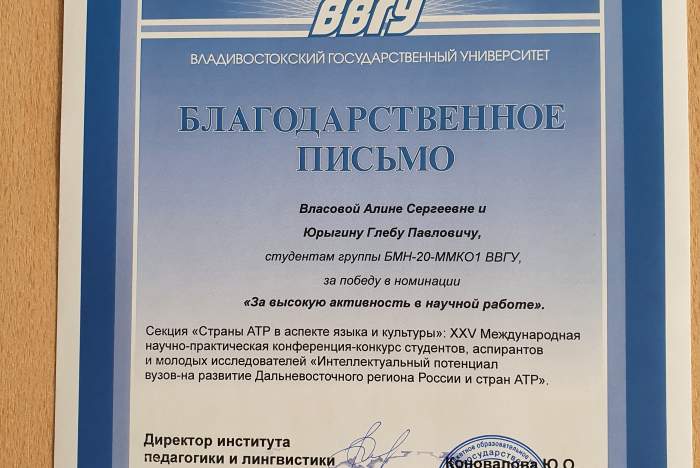 ВВГУ
ВЛАДИВОСТОКСКИЙ ГОСУДАРСТВЕННЫЙ УНИВЕРСИТЕТ
БЛАГОДАРСТВЕННОЕ
ПИСЬМО
Власовой Алине Сергеевне и
Юрыгину Глебу Павловичу,
студентам группы БМН-20-ММКО1 ВВГУ,
за победу в номинации
«За высокую активность в научной работе».
Секция «Страны АТР в аспекте языка и культуры»: XXV Международная
научно-практическая конференция-конкурс студентов, аспирантов
и молодых исследователей «Интеллектуальный потенциал
вузов-на развитие Дальневосточного региона России и стран АТР».
Директор института
педагогики и лингвистики
Коновалова Ю.О.